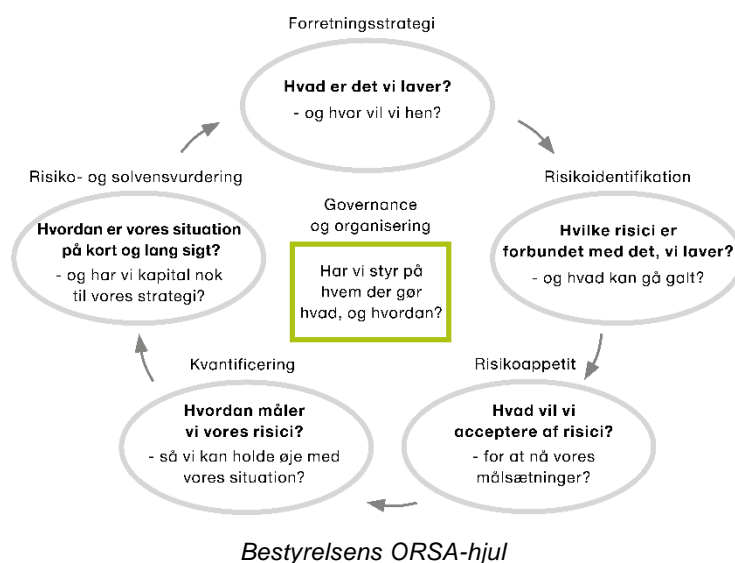 Forretningsstrategi
Hvad er det vi laver?
- og hvor vil vi hen?
Risikoidentifikation
Hvilke risici er
forbundet med det, vi laver?
- og hvad kan gå galt?
Risikoappetit
Hvad vil vi
acceptere af risici?
- for at nå vores
målsætninger?
Kvantificering
Hvordan måler
vi vores risici?
- så vi kan holde øje med
vores situation?
Risiko- og solvensvurdering
Hvordan er vores situation
på kort og lang sigt?
- og har vi kapital nok
til vores strategi?
Governance
og organisering
Har vi styr på
hvem der gør
hvad, og hvordan?
Bestyrelsens ORSA-hjul